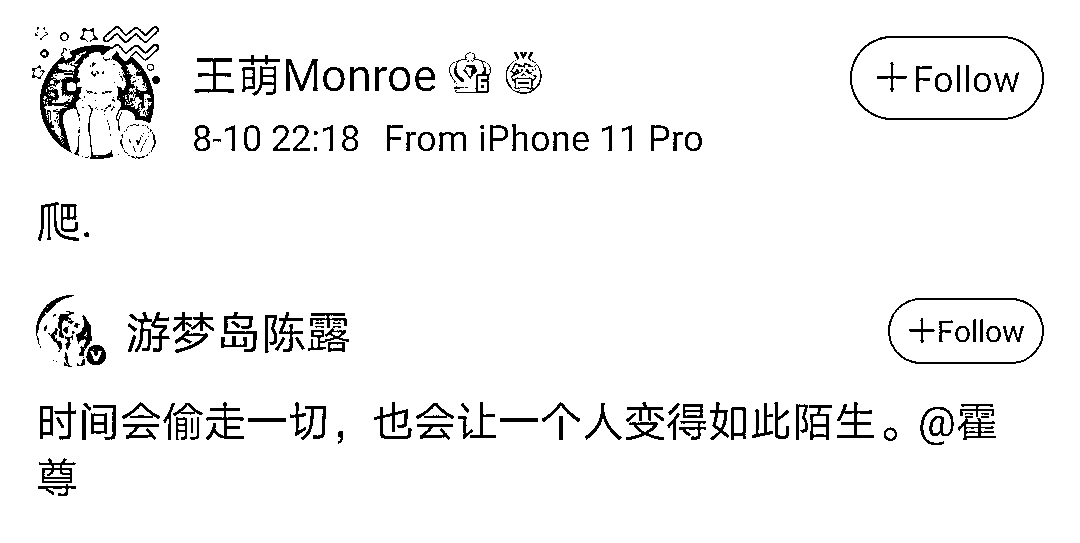 王萌Monroe
+Follow
8-10 22:18 From iPhone 11 Pro
爬.
游梦岛陈露
+Follow
时间会偷走一切，也会让一个人变得如此陌生。@霍
尊